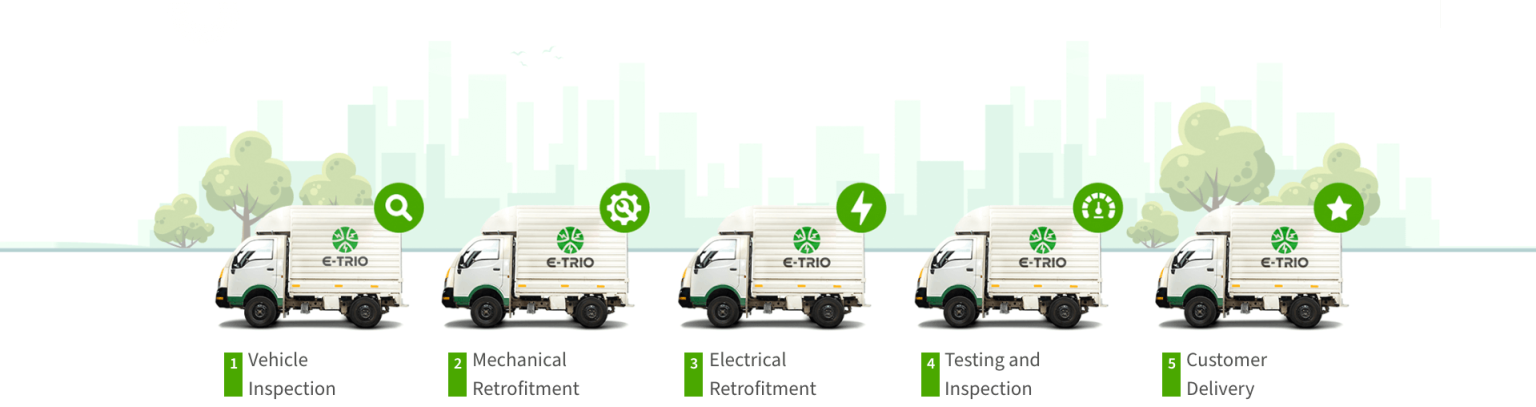 E-TRIO
E-TRIO
E-TRIO
E-TRIO
E-TRIO
1 Vehicle
Inspection
2 Mechanical
Retrofitment
3 Electrical
Retrofitment
4 Testing and
Inspection
5 Customer
Delivery